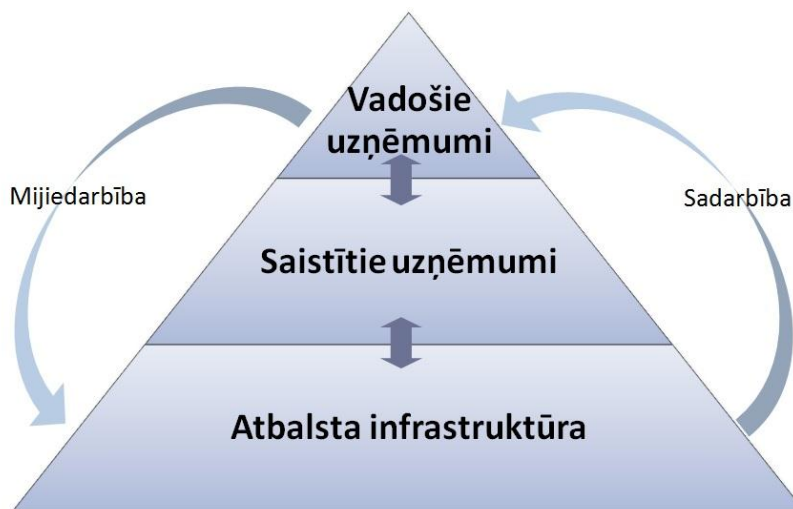 Vadošie
uzņēmumi
Mijiedarbība
Sadarbība
Saistītie uzņēmumi
Atbalsta infrastruktūra